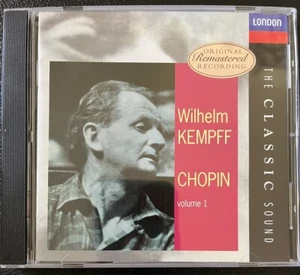 LONDON
ORIGINAL
Remastered
RECORDING
Wilhelm
KEMPFF
CHOPIN
volume 1
THE CLASSIC SOUND